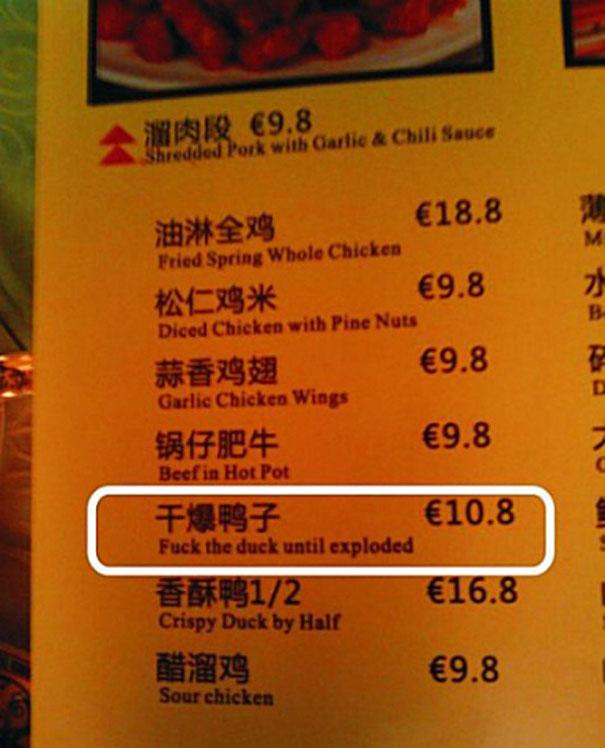 溜肉段 €9.8
Shredded Pork with Garlic & Chili Sauce
油淋全鸡 €18.8
Fried Spring Whole Chicken
松仁鸡米 €9.8
Diced Chicken with Pine Nuts
蒜香鸡翅 €9.8
Garlic Chicken Wings
锅仔肥牛 €9.8
Beef in Hot Pot
干爆鸭子 €10.8
Fuck the duck until exploded
香酥鸭1/2 €16.8
Crispy Duck by Half
醋溜鸡 €9.8
Sour chicken
薄
M
水
B